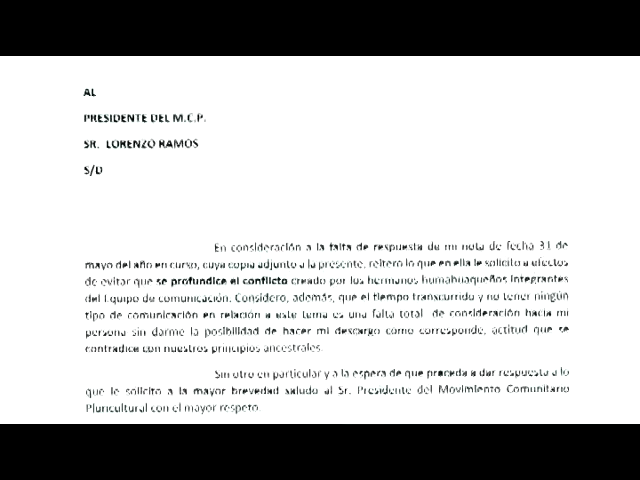 AL
PRESIDENTE DEL M.C.P.
SR. LORENZO RAMOS
S/D
En consideración a la falta de respuesta de mi nota de fecha 31 de
mayo del año en curso, cuya copia adjunto a la presente, reitero lo que en ella le solicito a efectos
de evitar que se profundice el conflicto creado por los hermanos humahuaqueños integrantes
del Equipo de comunicación. Considero, además, que el tiempo transcurrido y no tener ningún
tipo de comunicación en relación a este tema es una falta total de consideración hacia mi
persona sin darme la posibilidad de hacer mi descargo como corresponde, actitud que se
contradice con nuestros principios ancestrales.
Sin otro en particular y a la espera de que proceda a dar respuesta a lo
que le solicito a la mayor brevedad saludo al Sr. Presidente del Movimiento Comunitario
Pluricultural con el mayor respeto.